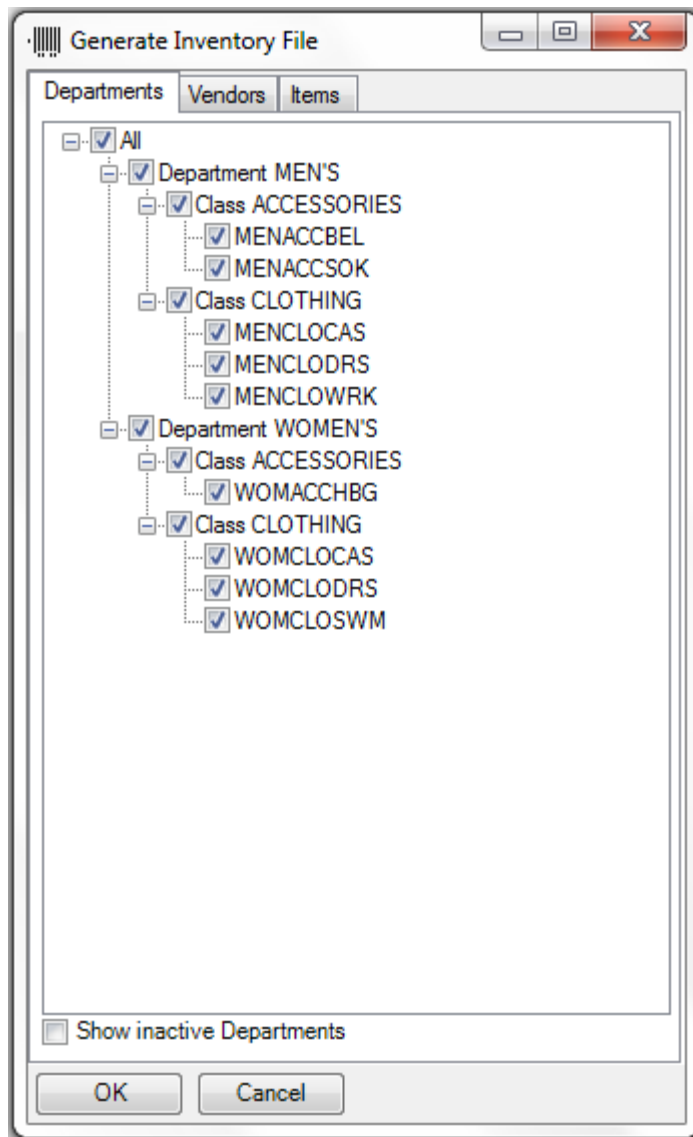 Generate Inventory File
Departments Vendors Items
All
Department MEN'S
Class ACCESSORIES
MENACCBEL
MENACCSOK
Class CLOTHING
MENCLOCAS
MENCLODRS
MENCLOWRK
Department WOMEN'S
Class ACCESSORIES
WOMACCHBG
Class CLOTHING
WOMCLOCAS
WOMCLODRS
WOMCLOSWM
Show inactive Departments
OK Cancel